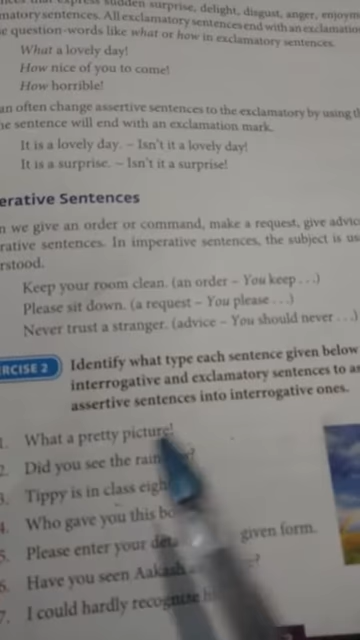 sudden surprise, delight, disgust, anger, enjoyin
matory sentences. All exclamatory sentences end with an exclamation
e question-words like what or how in exclamatory sentences.
What a lovely day!
How nice of you to come!
How horrible!
an often change assertive sentences to the exclamatory by using th
he sentence will end with an exclamation mark.
It is a lovely day. – Isn't it a lovely day!
It is a surprise. – Isn't it a surprise!
erative Sentences
n we give an order or command, make a request, give advic
rative sentences. In imperative sentences, the subject is us
rstood.
Keep your room clean. (an order – You keep . . .)
Please sit down. (a request – You please . . .)
Never trust a stranger. (advice – You should never . . .)
RCISE 2 Identify what type each sentence given below
interrogative and exclamatory sentences to as
assertive sentences into interrogative ones.
1. What a pretty picture!
2. Did you see the rain ?
3. Tippy is in class eigh
4. Who gave you this bo
5. Please enter your deta given form.
6. Have you seen Aakash ?
7. I could hardly recognize h